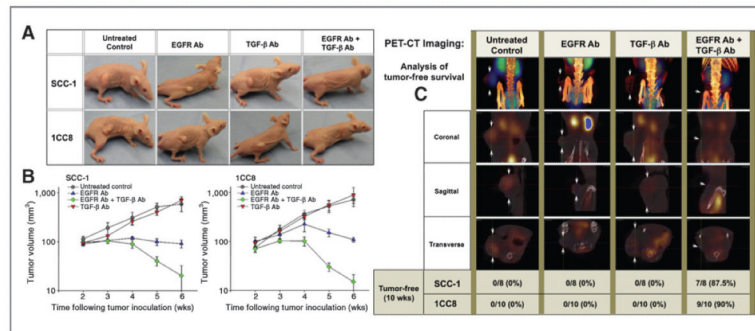 A
Untreated Control
EGFR Ab
TGF-β Ab
EGFR Ab + TGF-β Ab
SCC-1
1CC8
B
SCC-1
Untreated control
EGFR Ab
EGFR Ab + TGF-β Ab
TGF-β Ab
Tumor volume (mm³)
1,000
100
10
2 3 4 5 6
Time following tumor inoculation (wks)
1CC8
Untreated control
EGFR Ab
EGFR Ab + TGF-β Ab
TGF-β Ab
Tumor volume (mm³)
1,000
100
10
2 3 4 5 6
Time following tumor inoculation (wks)
PET-CT Imaging:
Untreated Control
EGFR Ab
TGF-β Ab
EGFR Ab + TGF-β Ab
Analysis of
tumor-free survival
C
Coronal
Sagittal
Transverse
Tumor-free
(10 wks)
SCC-1 0/8 (0%) 0/8 (0%) 0/8 (0%) 7/8 (87.5%)
1CC8 0/10 (0%) 0/10 (0%) 0/10 (0%) 9/10 (90%)